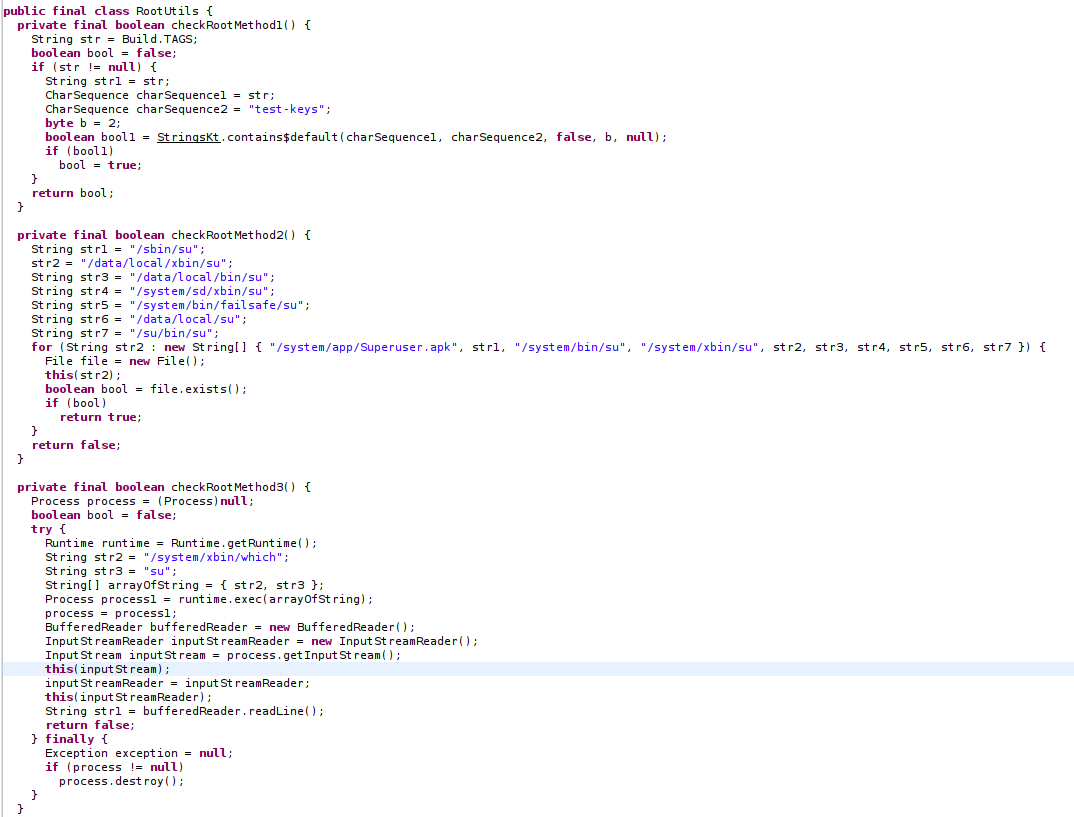 public final class RootUtils {
  private final boolean checkRootMethod1() {
    String str = Build.TAGS;
    boolean bool = false;
    if (str != null) {
      String str1 = str;
      CharSequence charSequence1 = str;
      CharSequence charSequence2 = "test-keys";
      byte b = 2;
      boolean bool1 = StringsKt.contains$default(charSequence1, charSequence2, false, b, null);
      if (bool1)
        bool = true;
    }
    return bool;
  }

  private final boolean checkRootMethod2() {
    String str1 = "/sbin/su";
    str2 = "/data/local/xbin/su";
    String str3 = "/data/local/bin/su";
    String str4 = "/system/sd/xbin/su";
    String str5 = "/system/bin/failsafe/su";
    String str6 = "/data/local/su";
    String str7 = "/su/bin/su";
    for (String str2 : new String[] { "/system/app/Superuser.apk", str1, "/system/bin/su", "/system/xbin/su", str2, str3, str4, str5, str6, str7 }) {
      File file = new File();
      this(str2);
      boolean bool = file.exists();
      if (bool)
        return true;
    }
    return false;
  }

  private final boolean checkRootMethod3() {
    Process process = (Process)null;
    boolean bool = false;
    try {
      Runtime runtime = Runtime.getRuntime();
      String str2 = "/system/xbin/which";
      String str3 = "su";
      String[] arrayOfString = { str2, str3 };
      Process process1 = runtime.exec(arrayOfString);
      process = process1;
      BufferedReader bufferedReader = new BufferedReader();
      InputStreamReader inputStreamReader = new InputStreamReader();
      InputStream inputStream = process.getInputStream();
      this(inputStream);
      inputStreamReader = inputStreamReader;
      this(inputStreamReader);
      String str1 = bufferedReader.readLine();
      return false;
    } finally {
      Exception exception = null;
      if (process != null)
        process.destroy();
    }
  }